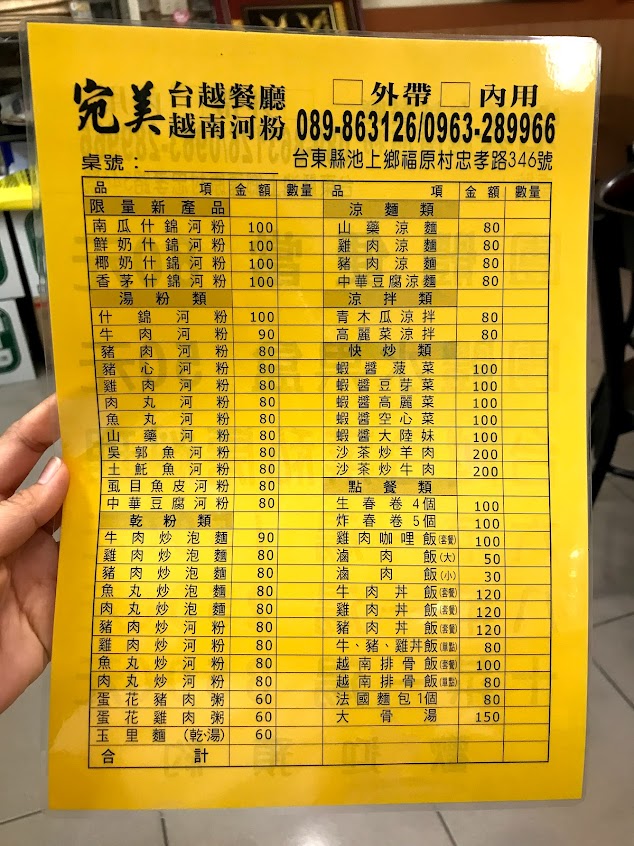 宛美 台越餐廳 越南河粉
□外帶 □內用
089-863126/0963-289966
桌號：
台東縣池上鄉福原村忠孝路346號
品項 金額 數量
限量新產品
南瓜什錦河粉 100
鮮奶什錦河粉 100
椰奶什錦河粉 100
香茅什錦河粉 100
湯粉類
什錦河粉 100
牛肉河粉 90
豬肉河粉 80
豬心河粉 80
雞肉河粉 80
肉丸河粉 80
魚丸河粉 80
山藥河粉 80
吳郭魚河粉 80
土魠魚河粉 80
虱目魚皮河粉 80
中華豆腐河粉 80
乾粉類
牛肉炒泡麵 90
雞肉炒泡麵 80
豬肉炒泡麵 80
魚丸炒泡麵 80
肉丸炒泡麵 80
豬肉炒河粉 80
雞肉炒河粉 80
魚丸炒河粉 80
肉丸炒河粉 80
蛋花豬肉粥 60
蛋花雞肉粥 60
玉里麵(乾、湯) 60
合計
品項 金額 數量
涼麵類
山藥涼麵 80
雞肉涼麵 80
豬肉涼麵 80
中華豆腐涼麵 80
涼拌類
青木瓜涼拌 80
高麗菜涼拌 80
快炒類
蝦醬菠菜 100
蝦醬豆芽菜 100
蝦醬高麗菜 100
蝦醬空心菜 100
蝦醬大陸妹 100
沙茶炒羊肉 200
沙茶炒牛肉 200
點餐類
生春卷4個 100
炸春卷5個 100
雞肉咖哩飯(套餐) 100
滷肉飯(大) 50
滷肉飯(小) 30
牛肉丼飯(套餐) 120
雞肉丼飯(套餐) 120
豬肉丼飯(套餐) 120
牛、豬、雞丼飯(單點) 80
越南排骨飯(套餐) 100
越南排骨飯(單點) 80
法國麵包1個 80
大骨湯 150